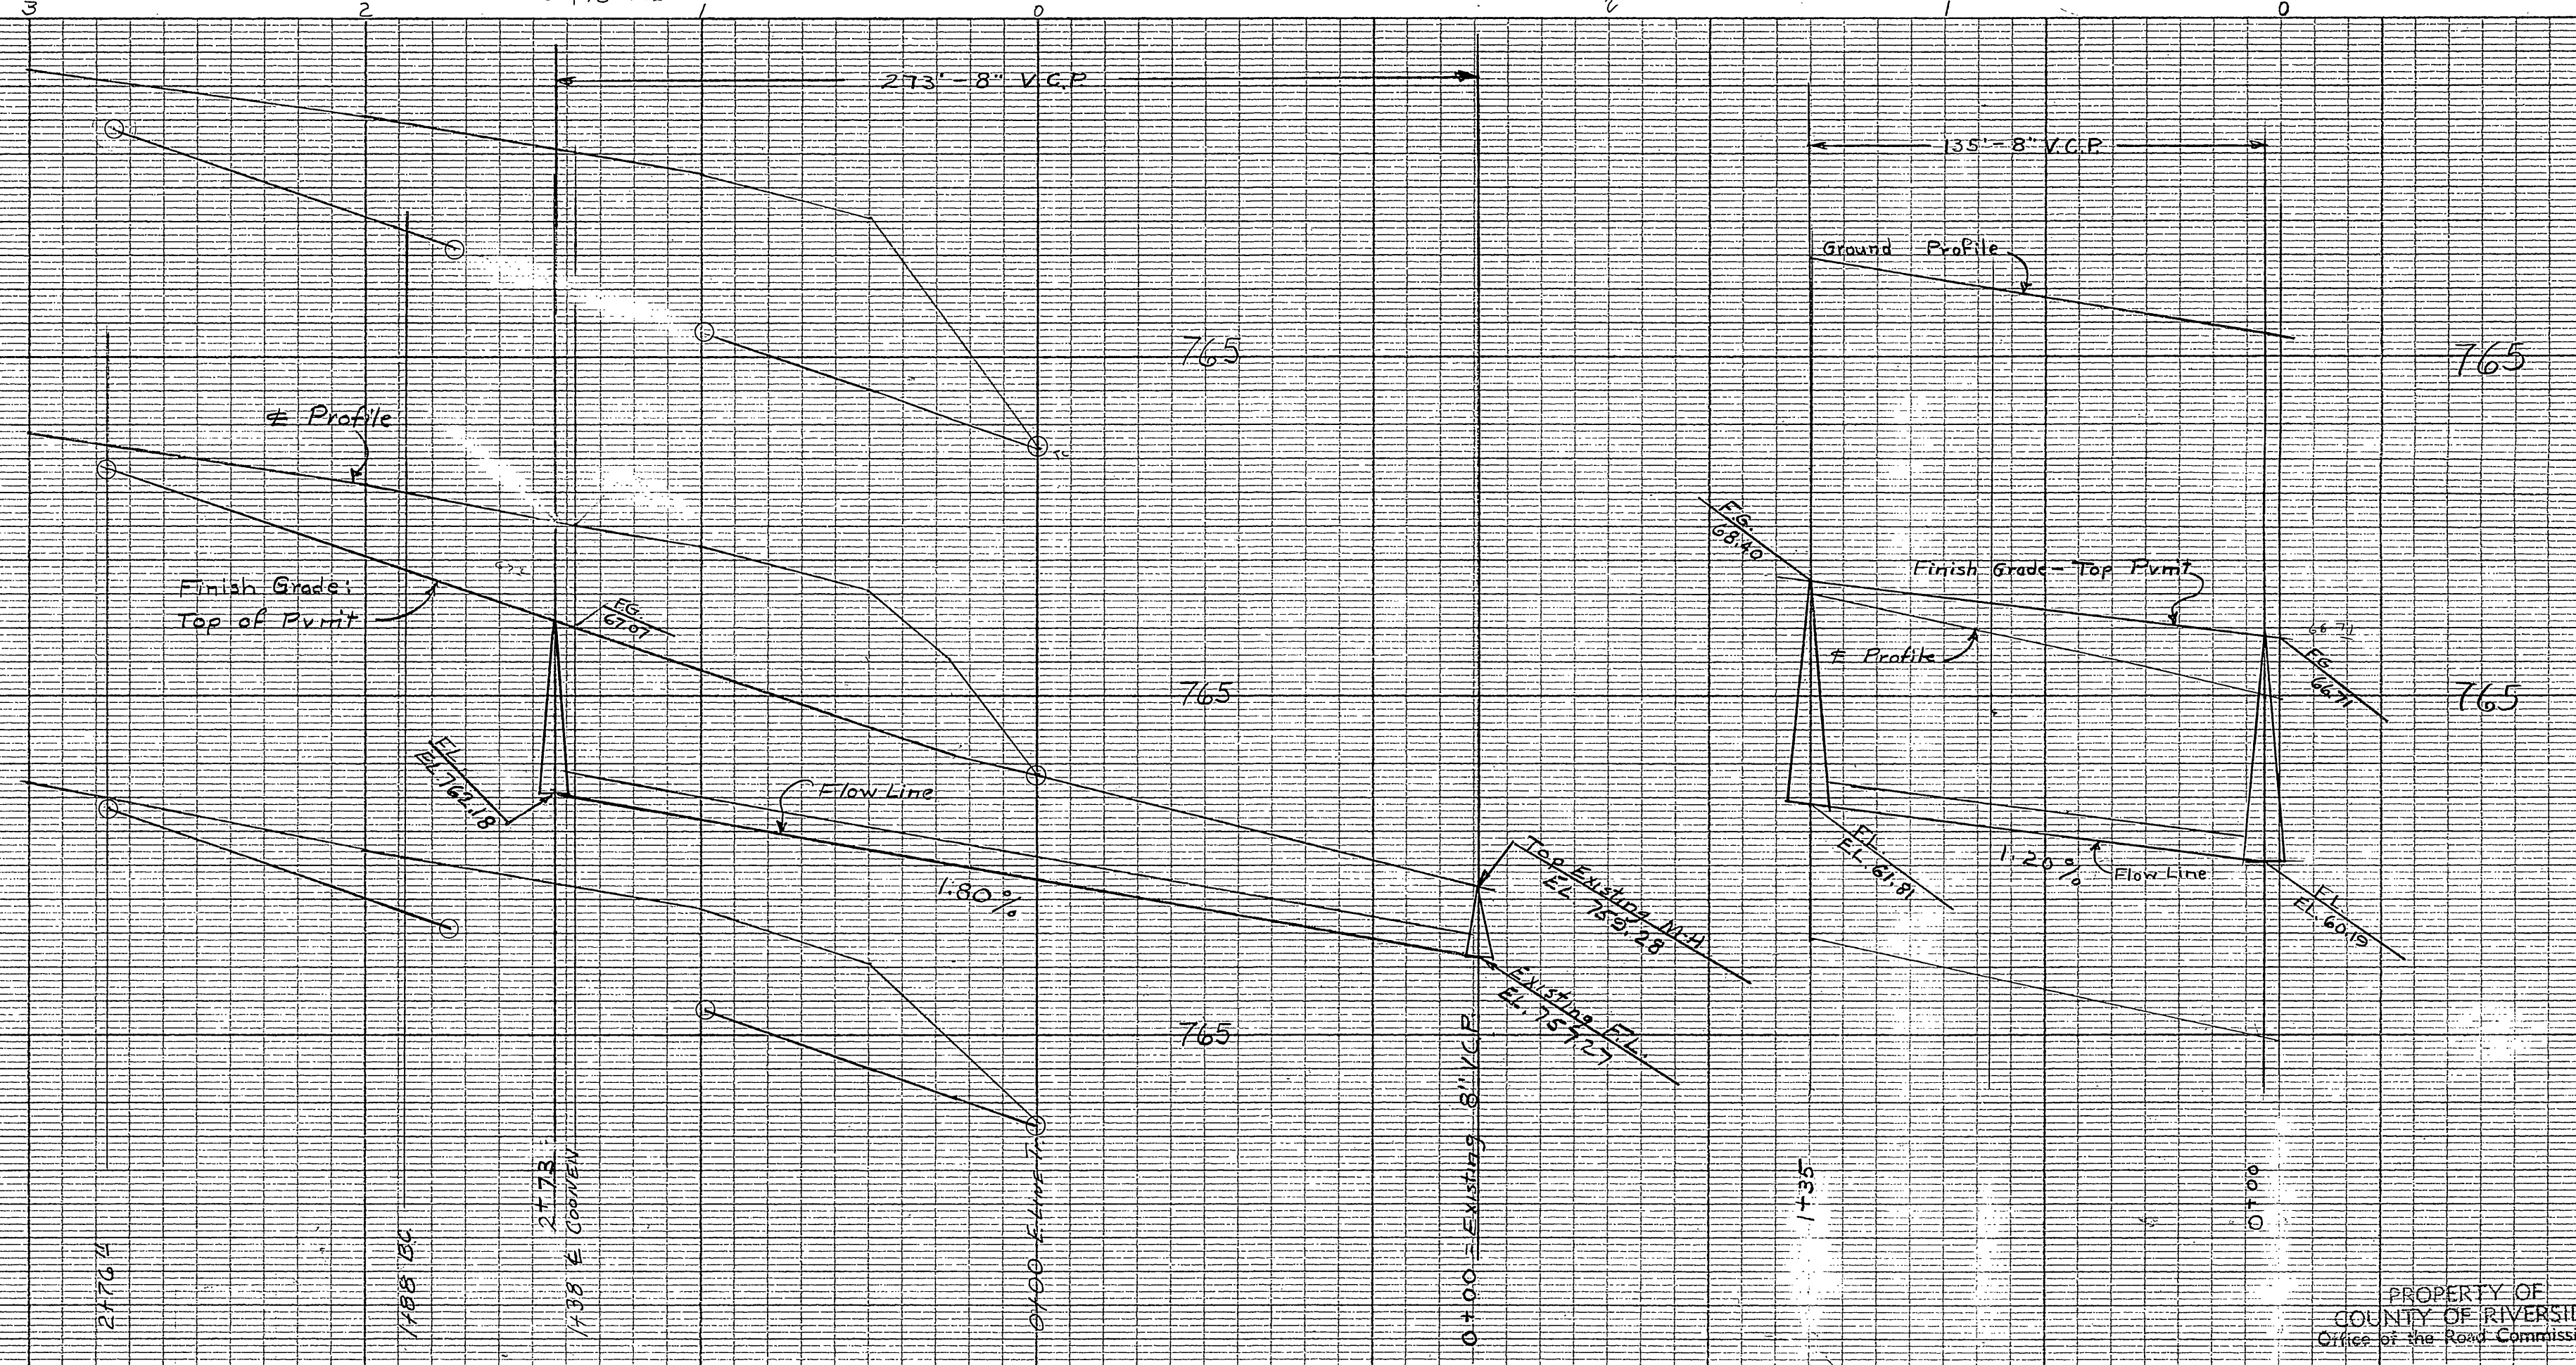 3 2 1 0 2 1 0
273' - 8" V.C.P.
135' - 8" V.C.P.
Ground Profile
765
765
℄ Profile
F.G.
68.40
Finish Grade - Top Pvmt
Finish Grade:
Top of Pvmt
F.G.
67.07
℄ Profile
66.71
F.G.
66.71
765
765
F.L.
EL. 762.18
Flow Line
1.80%
Top Existing M.H.
EL. 759.28
Existing F.L.
EL. 757.27
F.L.
EL. 61.81
1.20%
Flow Line
F.L.
EL. 60.19
765
2+76
1+88 B.C.
2+73
1+38 ℄ COONEN
0+00 E-LINE Tr.
0+00 = Existing 8" V.C.P.
1+35
0+00
PROPERTY OF
COUNTY OF RIVERSI
Office of the Road Commiss